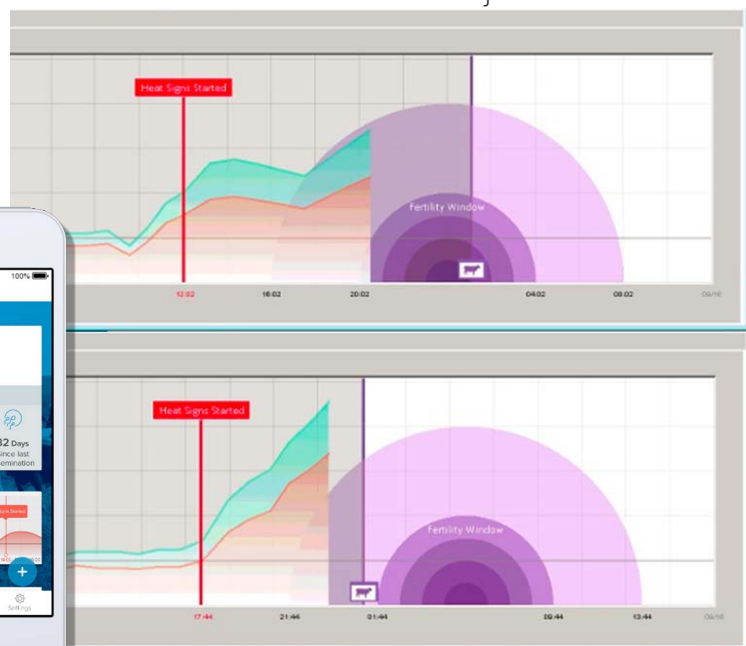 Heat Signs Started
Fertility Window
12:02
16:02
20:02
04:02
08:02
100%
32 Days
since last
Heat Signs Started
Fertility Window
Settings
17:44
21:44
01:44
09:44
13:44